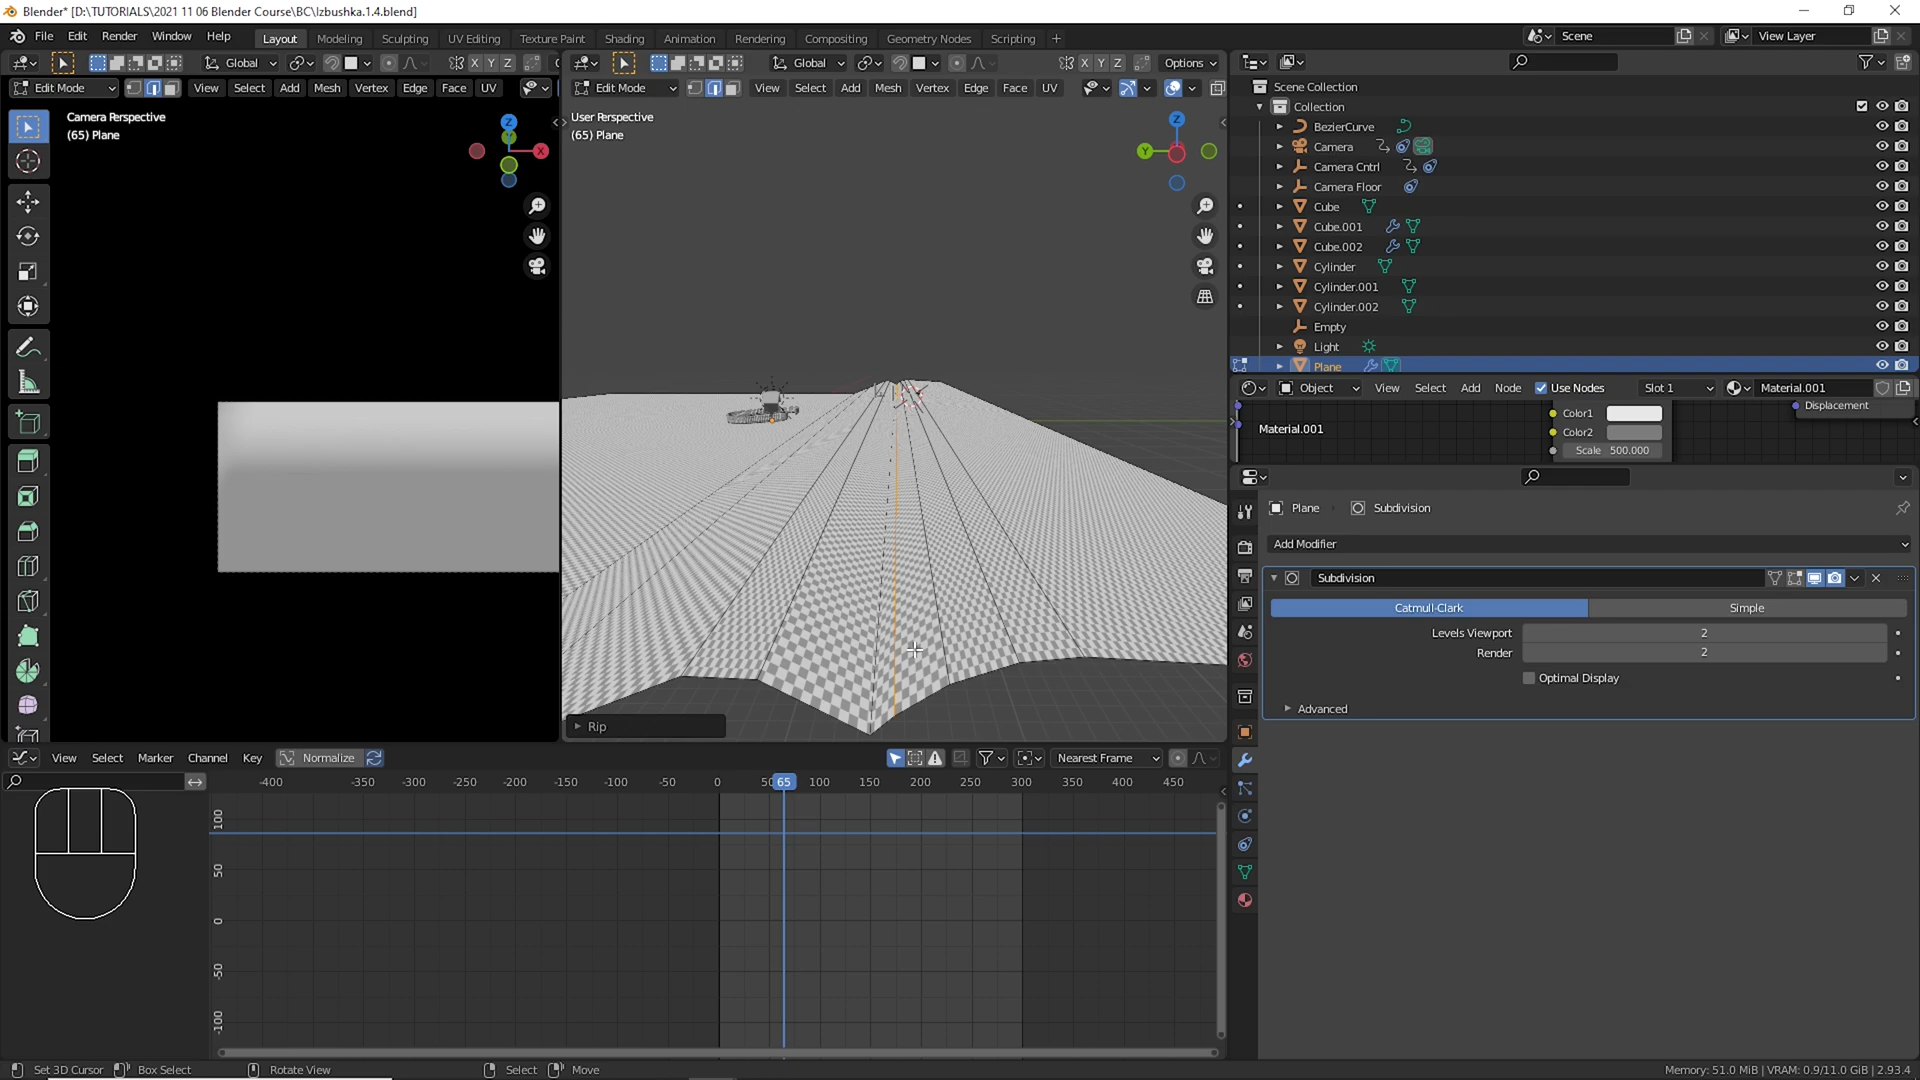 Blender* [D:\TUTORIALS\2021 11 06 Blender Course\BC\Izbushka.1.4.blend]
File Edit Render Window Help Layout Modeling Sculpting UV Editing Texture Paint Shading Animation Rendering Compositing Geometry Nodes Scripting + Scene View Layer
Global X Y Z Global X Y Z Options
Edit Mode View Select Add Mesh Vertex Edge Face UV Edit Mode View Select Add Mesh Vertex Edge Face UV
Scene Collection
Collection
Camera Perspective
(65) Plane
User Perspective
(65) Plane
Z
X
Z
Y
BezierCurve
Camera
Camera Cntrl
Camera Floor
Cube
Cube.001
Cube.002
Cylinder
Cylinder.001
Cylinder.002
Empty
Light
Plane
Object View Select Add Node Use Nodes Slot 1 Material.001
Displacement
Color1
Material.001
Color2
Scale 500.000
Plane Subdivision
Add Modifier
Subdivision
Catmull-Clark Simple
Levels Viewport 2
Render 2
Optimal Display
Advanced
Rip
View Select Marker Channel Key Normalize Nearest Frame
-400 -350 -300 -250 -200 -150 -100 -50 0 50 65 100 150 200 250 300 350 400 450
100
50
0
-50
-100
Set 3D Cursor Box Select Rotate View Select Move Memory: 51.0 MiB | VRAM: 0.9/11.0 GiB | 2.93.4